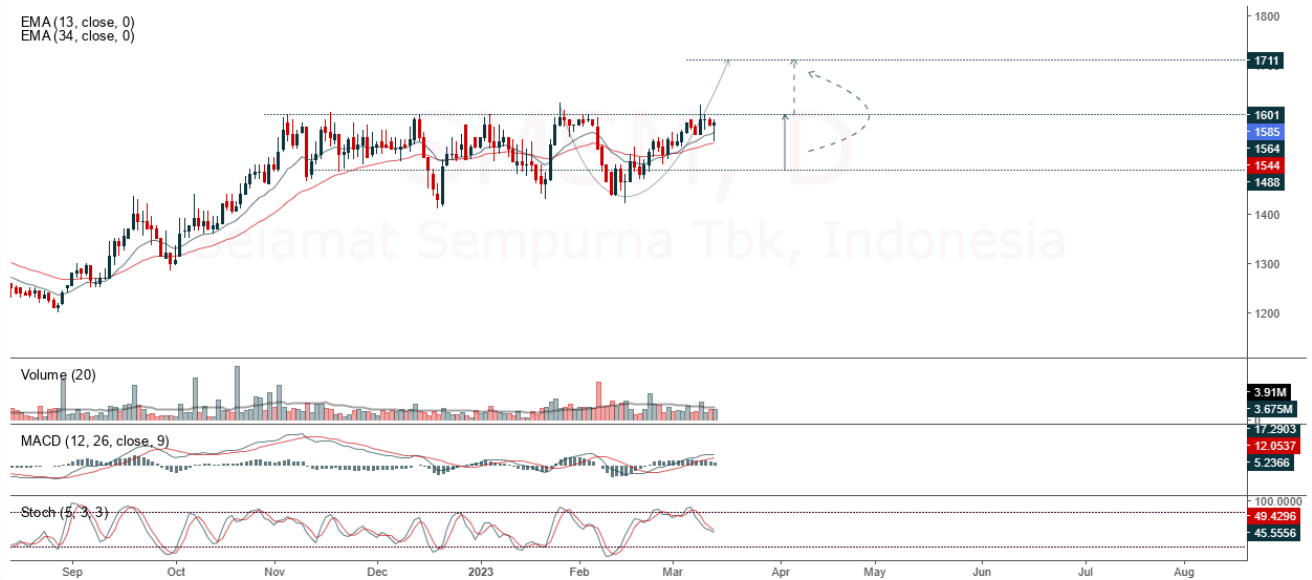 EMA (13, close, 0)
EMA (34, close, 0)
SMSM, D
Selamat Sempurna Tbk, Indonesia
1800
1711
1601
1585
1564
1544
1488
1400
1300
1200
Volume (20)
3.91M
3.675M
0
MACD (12, 26, close, 9)
17.2903
12.0537
5.2366
Stoch (5, 3, 3)
100.0000
49.4296
45.5556
Sep Oct Nov Dec 2023 Feb Mar Apr May Jun Jul Aug